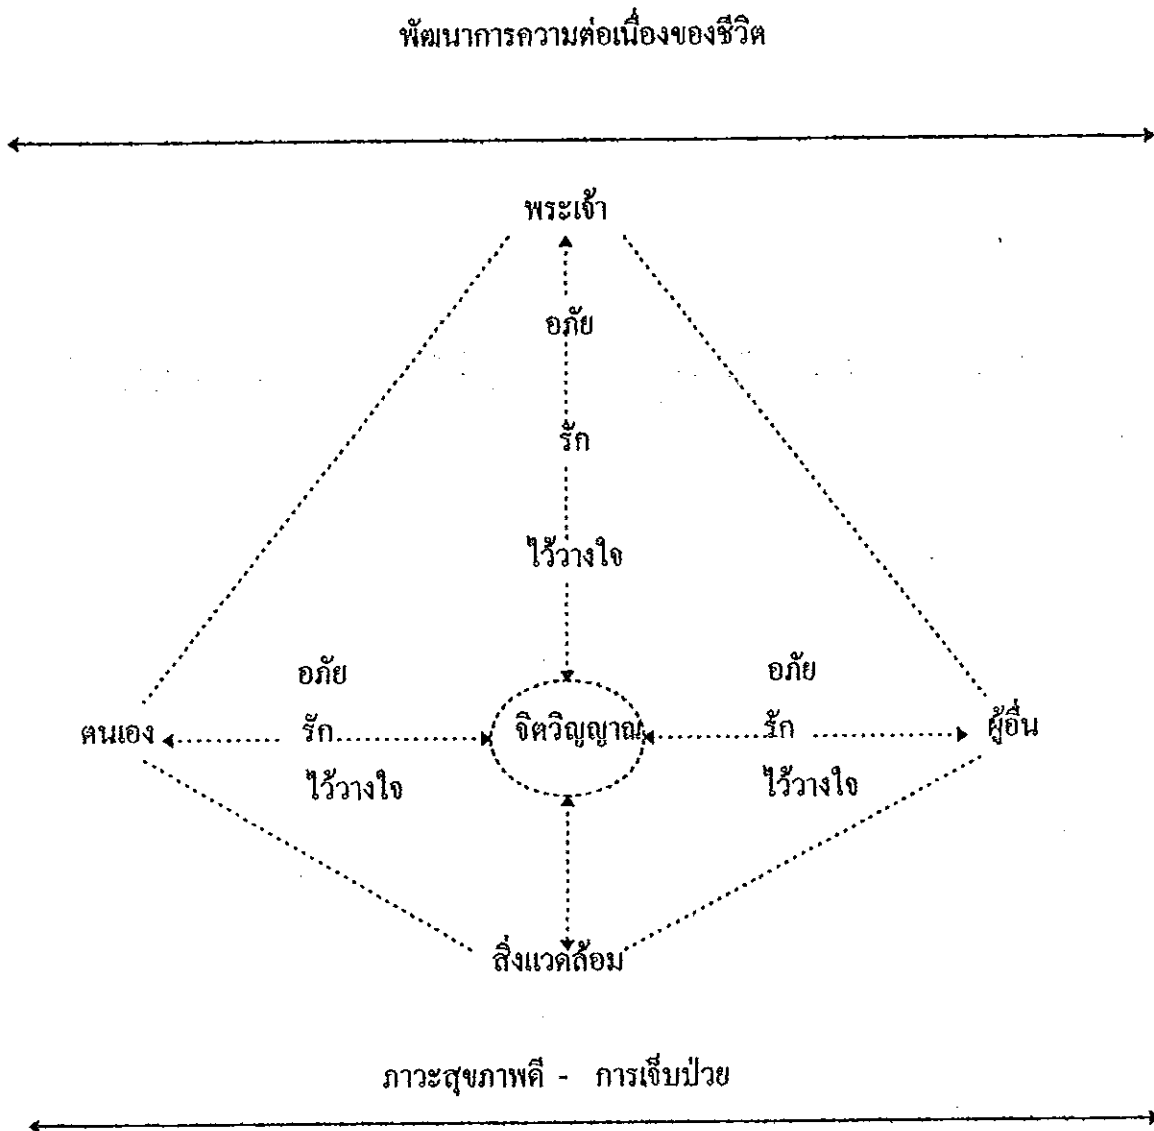 พัฒนาการความต่อเนื่องของชีวิต
พระเจ้า
อภัย
รัก
ไว้วางใจ
อภัย
อภัย
ตนเอง
รัก
จิตวิญญาณ
รัก
ผู้อื่น
ไว้วางใจ
ไว้วางใจ
สิ่งแวดล้อม
ภาวะสุขภาพดี - การเจ็บป่วย